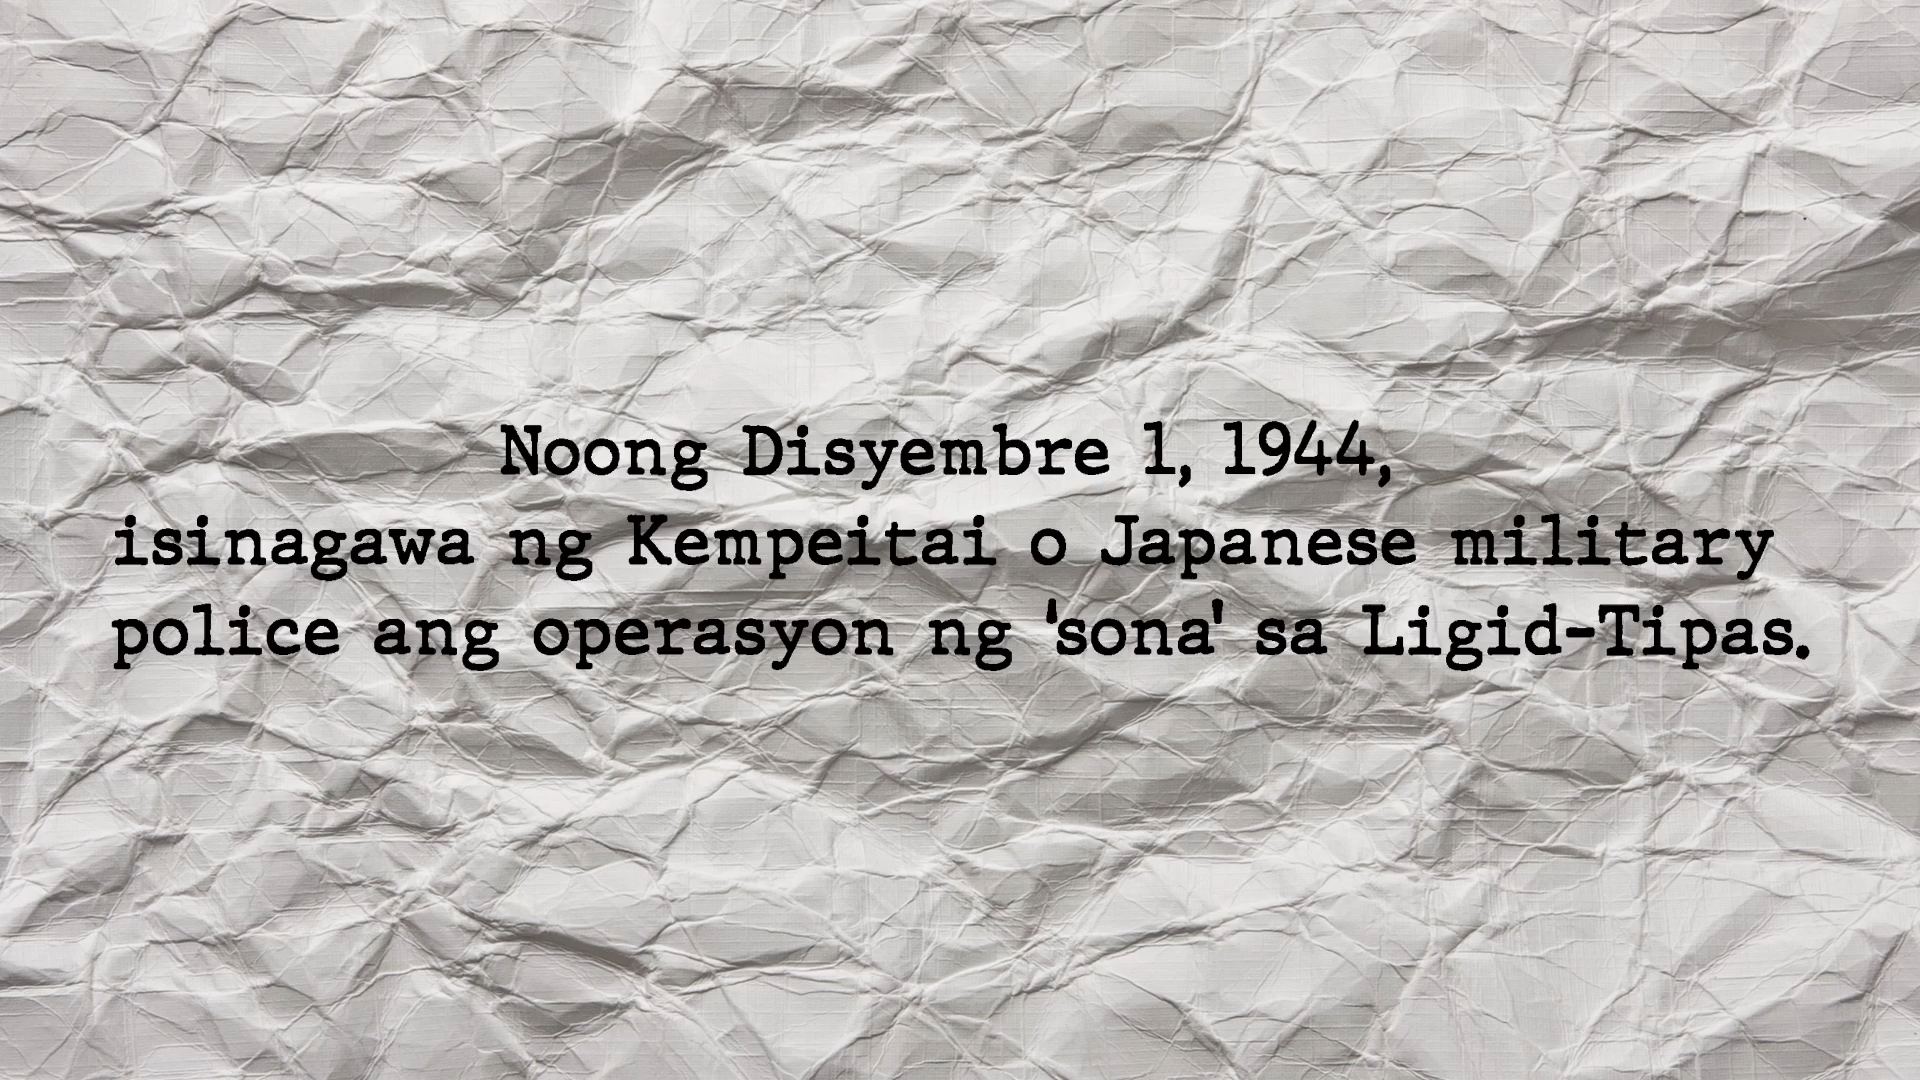 Noong Disyembre 1, 1944,
isinagawa ng Kempeitai o Japanese military
police ang operasyon ng 'sona' sa Ligid-Tipas.